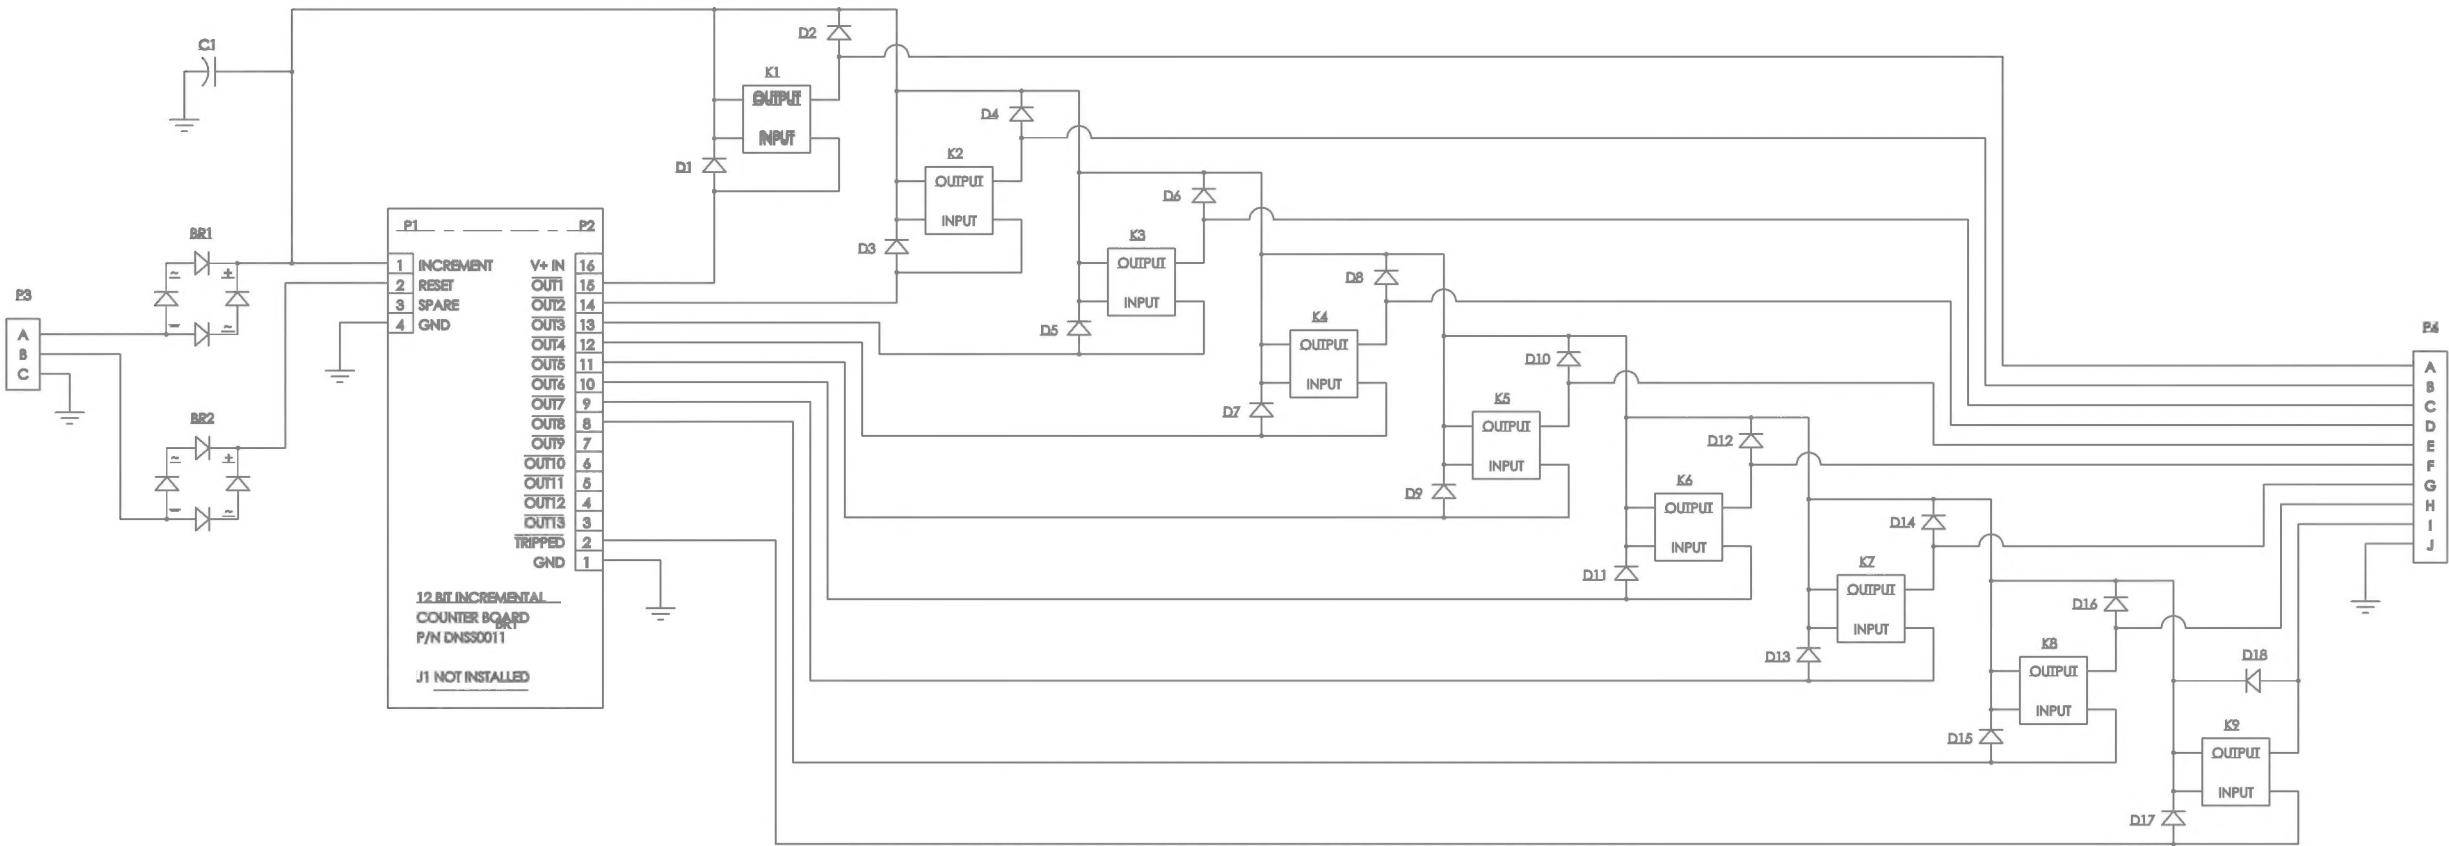 C1
D2
K1
OUTPUT
INPUT
D1
D4
K2
OUTPUT
INPUT
D3
D6
K3
OUTPUT
INPUT
D5
D8
K4
OUTPUT
INPUT
D7
D10
K5
OUTPUT
INPUT
D9
D12
K6
OUTPUT
INPUT
D11
D14
K7
OUTPUT
INPUT
D13
D16
K8
OUTPUT
INPUT
D15
D18
K9
OUTPUT
INPUT
D17
BR1
~ +
- ~
P3
A
B
C
BR2
~ +
- ~
P1 P2
1 INCREMENT V+ IN 16
2 RESET OUT1 15
3 SPARE OUT2 14
4 GND OUT3 13
OUT4 12
OUT5 11
OUT6 10
OUT7 9
OUT8 8
OUT9 7
OUT10 6
OUT11 5
OUT12 4
OUT13 3
TRIPPED 2
GND 1
12 BIT INCREMENTAL
COUNTER BOARD
BR1
P/N DNSS0011
J1 NOT INSTALLED
P4
A
B
C
D
E
F
G
H
I
J